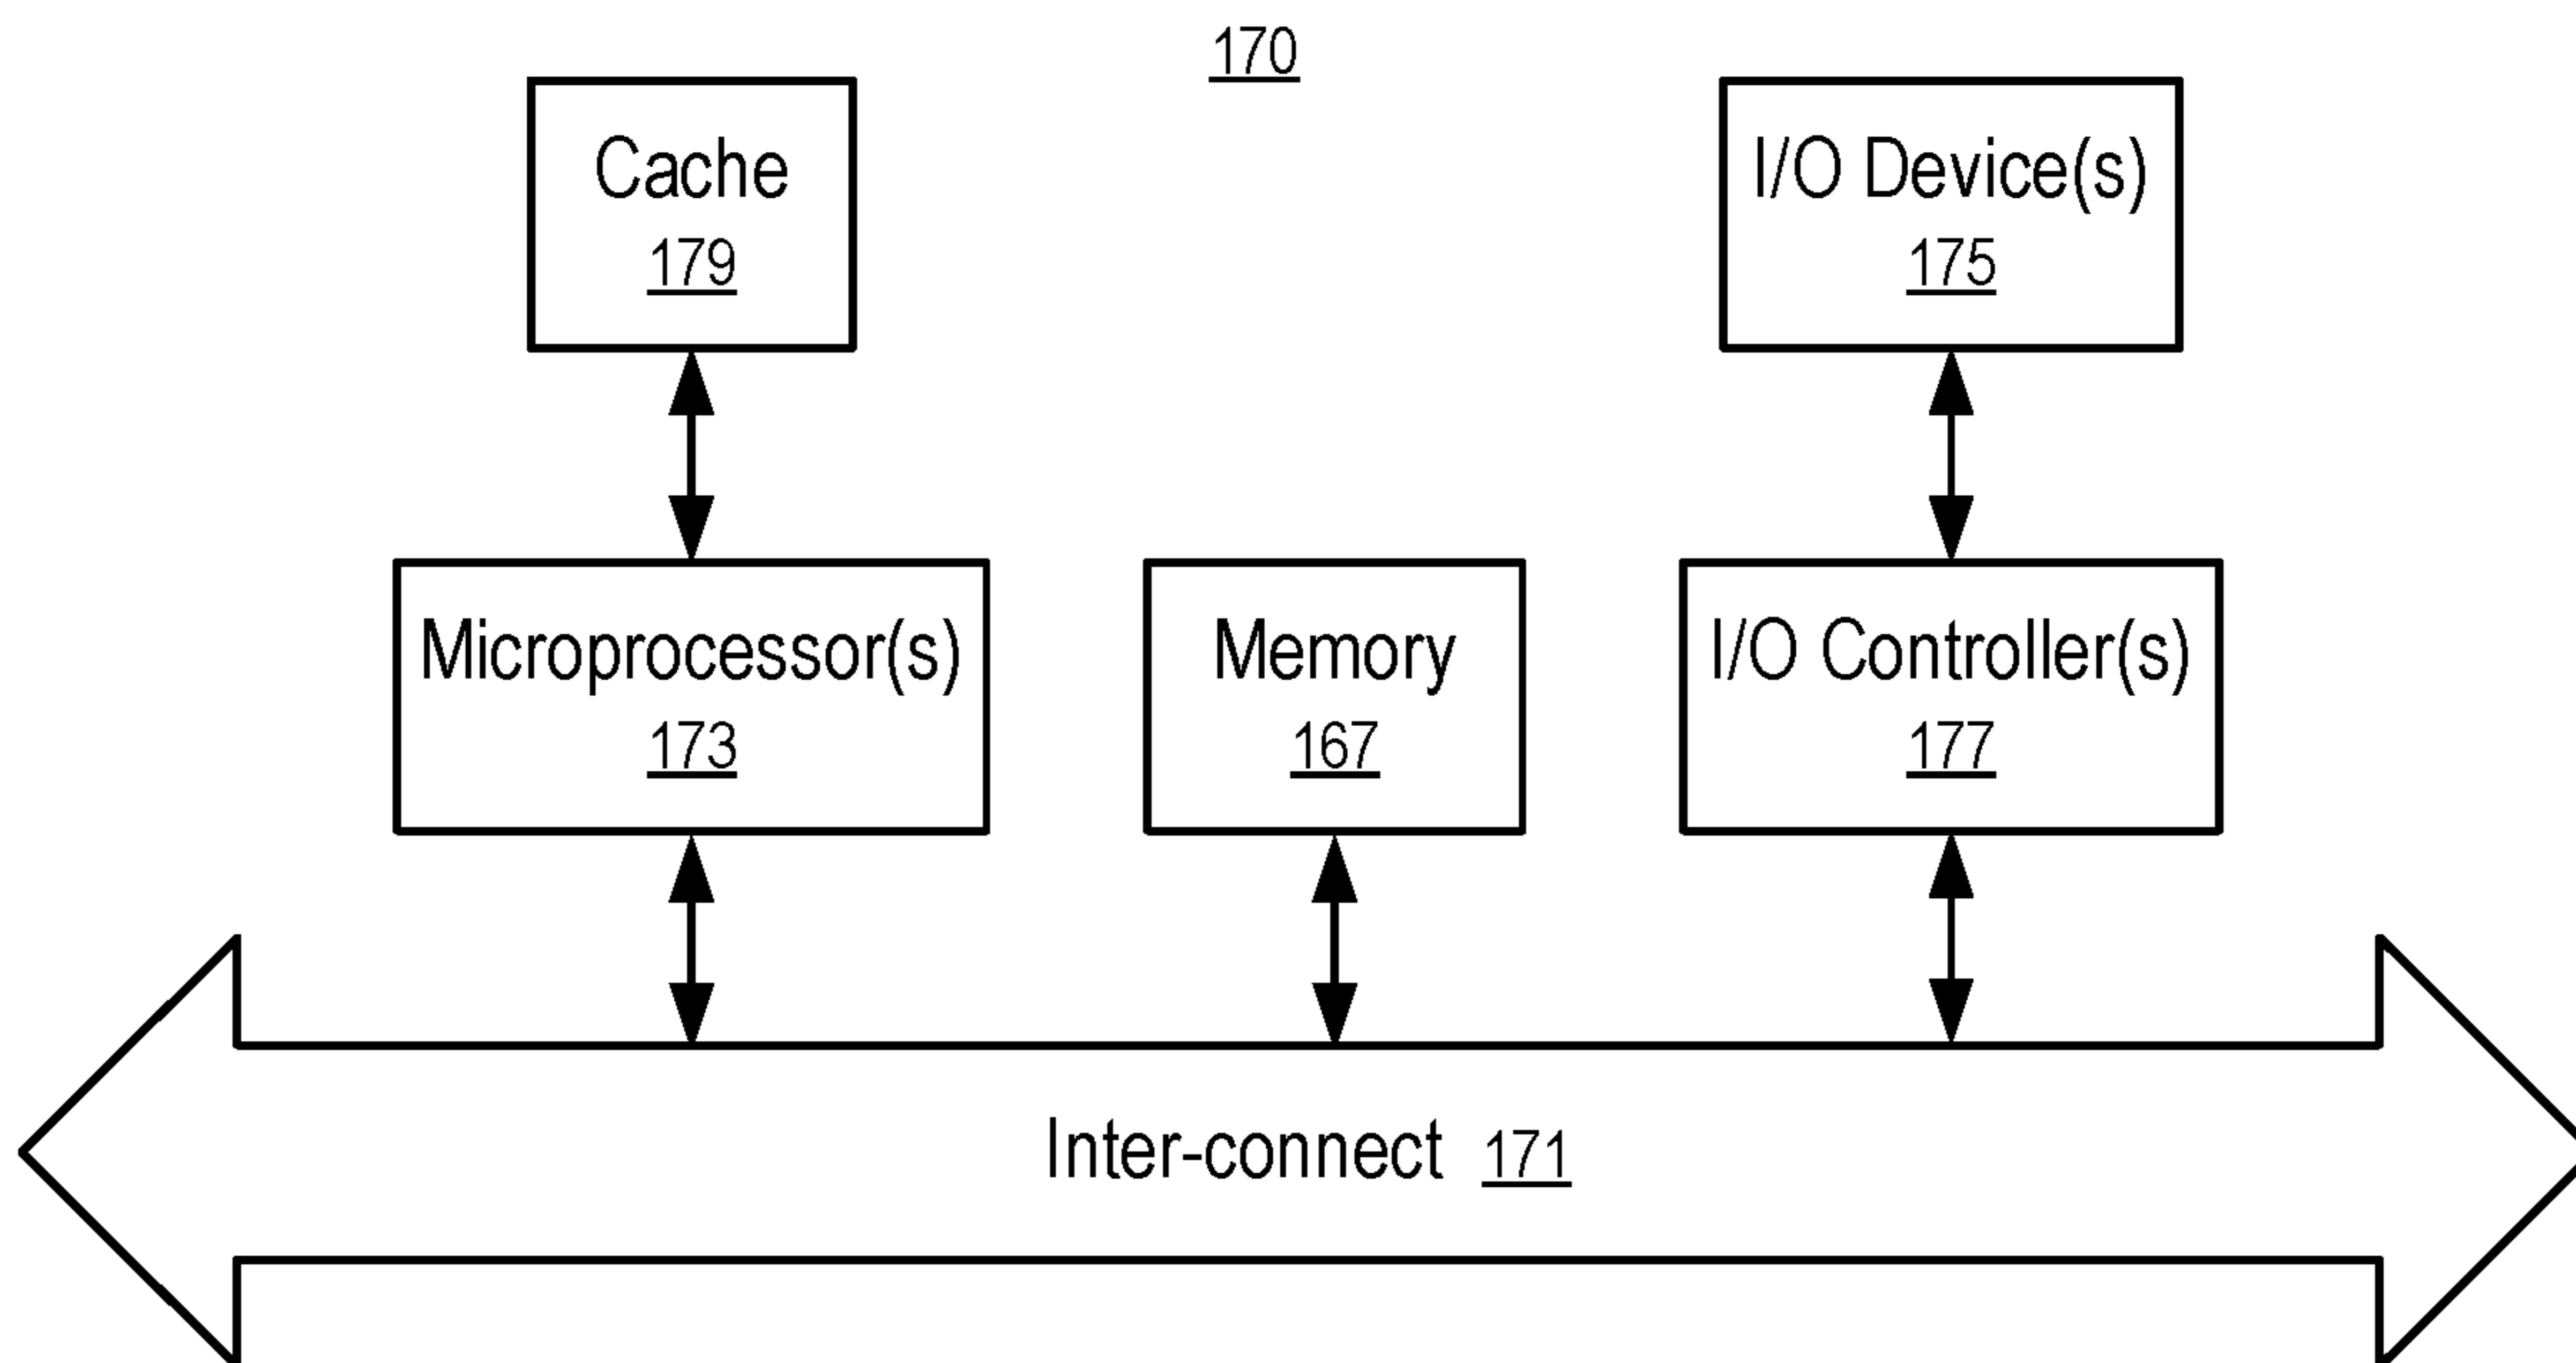 170
Cache
179
I/O Device(s)
175
Microprocessor(s)
173
Memory
167
I/O Controller(s)
177
Inter-connect 171